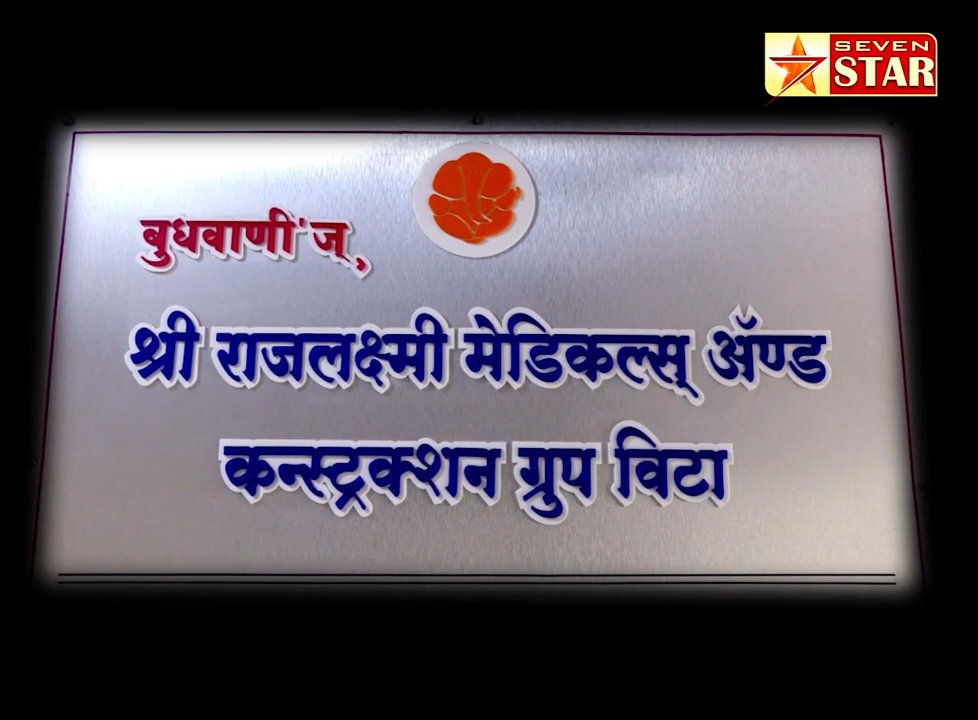 SEVEN
STAR
बुधवाणी'ज्,
श्री राजलक्ष्मी मेडिकल्स् ॲण्ड
कन्स्ट्रक्शन ग्रुप विटा